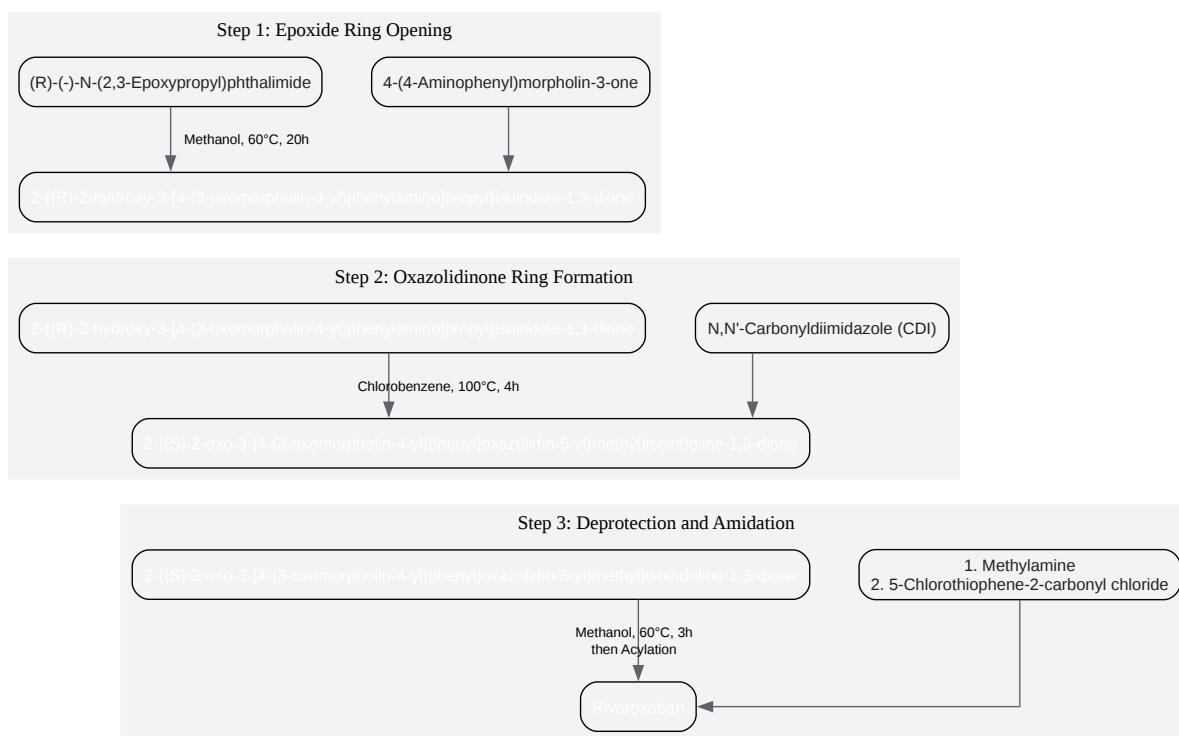 Step 1: Epoxide Ring Opening
(R)-(-)-N-(2,3-Epoxypropyl)phthalimide
4-(4-Aminophenyl)morpholin-3-one
Methanol, 60°C, 20h
2-{(R)-2-hydroxy-3-[4-(3-oxomorpholin-4-yl)phenylamino]propyl}isoindole-1,3-dione
Step 2: Oxazolidinone Ring Formation
2-{(R)-2-hydroxy-3-[4-(3-oxomorpholin-4-yl)phenylamino]propyl}isoindole-1,3-dione
N,N'-Carbonyldiimidazole (CDI)
Chlorobenzene, 100°C, 4h
2-{(S)-2-oxo-3-[4-(3-oxomorpholin-4-yl)phenyl]oxazolidin-5-yl}methyl)isoindoline-1,3-dione
Step 3: Deprotection and Amidation
2-{(S)-2-oxo-3-[4-(3-oxomorpholin-4-yl)phenyl]oxazolidin-5-yl}methyl)isoindoline-1,3-dione
1. Methylamine
2. 5-Chlorothiophene-2-carbonyl chloride
Methanol, 60°C, 3h
then Acylation
Rivaroxaban